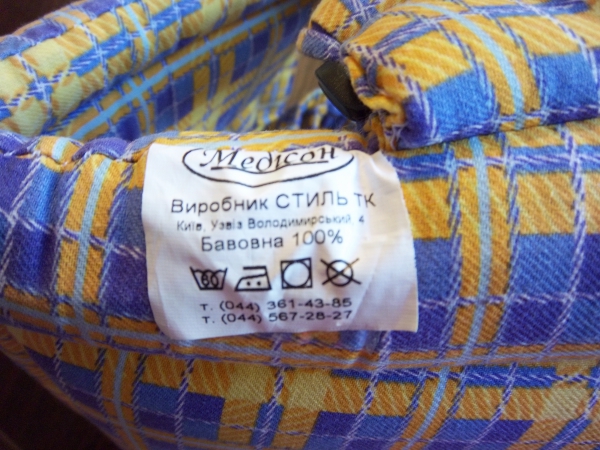 Медісон
Виробник СТИЛЬ ТК
Київ, Узвіз Володимирський, 4
Бавовна 100%
т. (044) 361-43-85
т. (044) 567-28-27